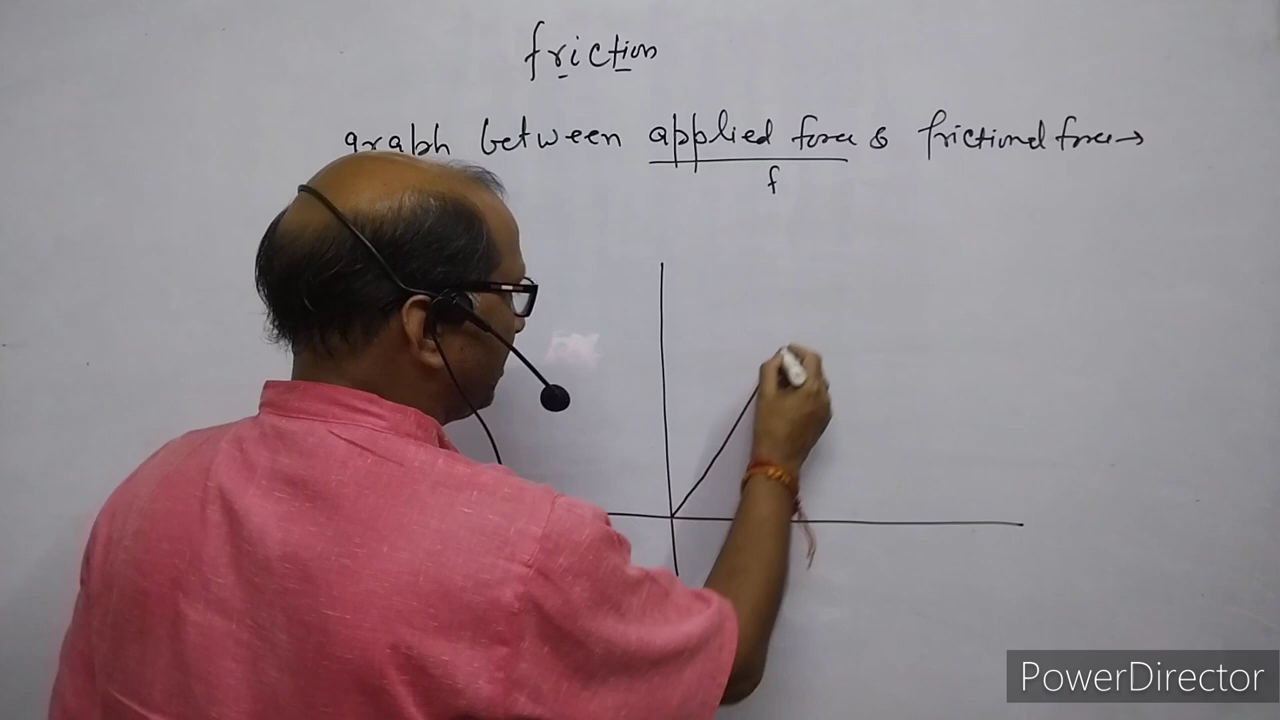 friction
graph between applied force & frictional force→
f
PowerDirector